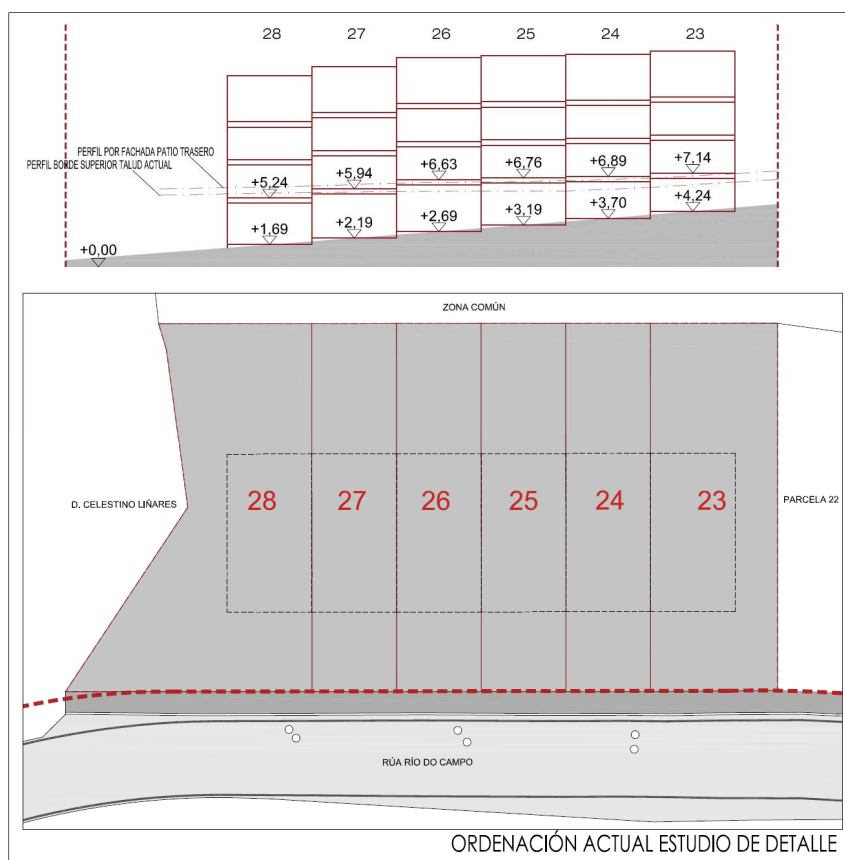 28 27 26 25 24 23
PERFIL POR FACHADA PATIO TRASERO
PERFIL BORDE SUPERIOR TALUD ACTUAL
+5,24 +5,94 +6,63 +6,76 +6,89 +7,14
+1,69 +2,19 +2,69 +3,19 +3,70 +4,24
+0,00
ZONA COMÚN
D. CELESTINO LIÑARES
28 27 26 25 24 23
PARCELA 22
RÚA RÍO DO CAMPO
ORDENACIÓN ACTUAL ESTUDIO DE DETALLE